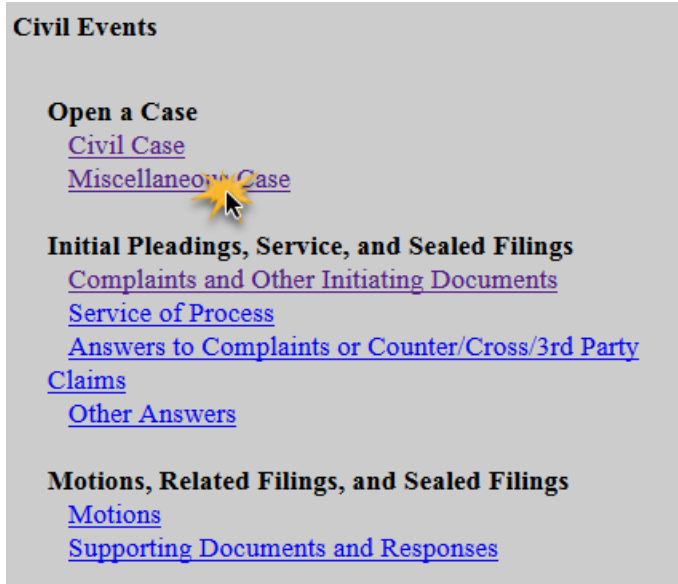 Civil Events
Open a Case
Civil Case
Miscellaneous Case
Initial Pleadings, Service, and Sealed Filings
Complaints and Other Initiating Documents
Service of Process
Answers to Complaints or Counter/Cross/3rd Party
Claims
Other Answers
Motions, Related Filings, and Sealed Filings
Motions
Supporting Documents and Responses